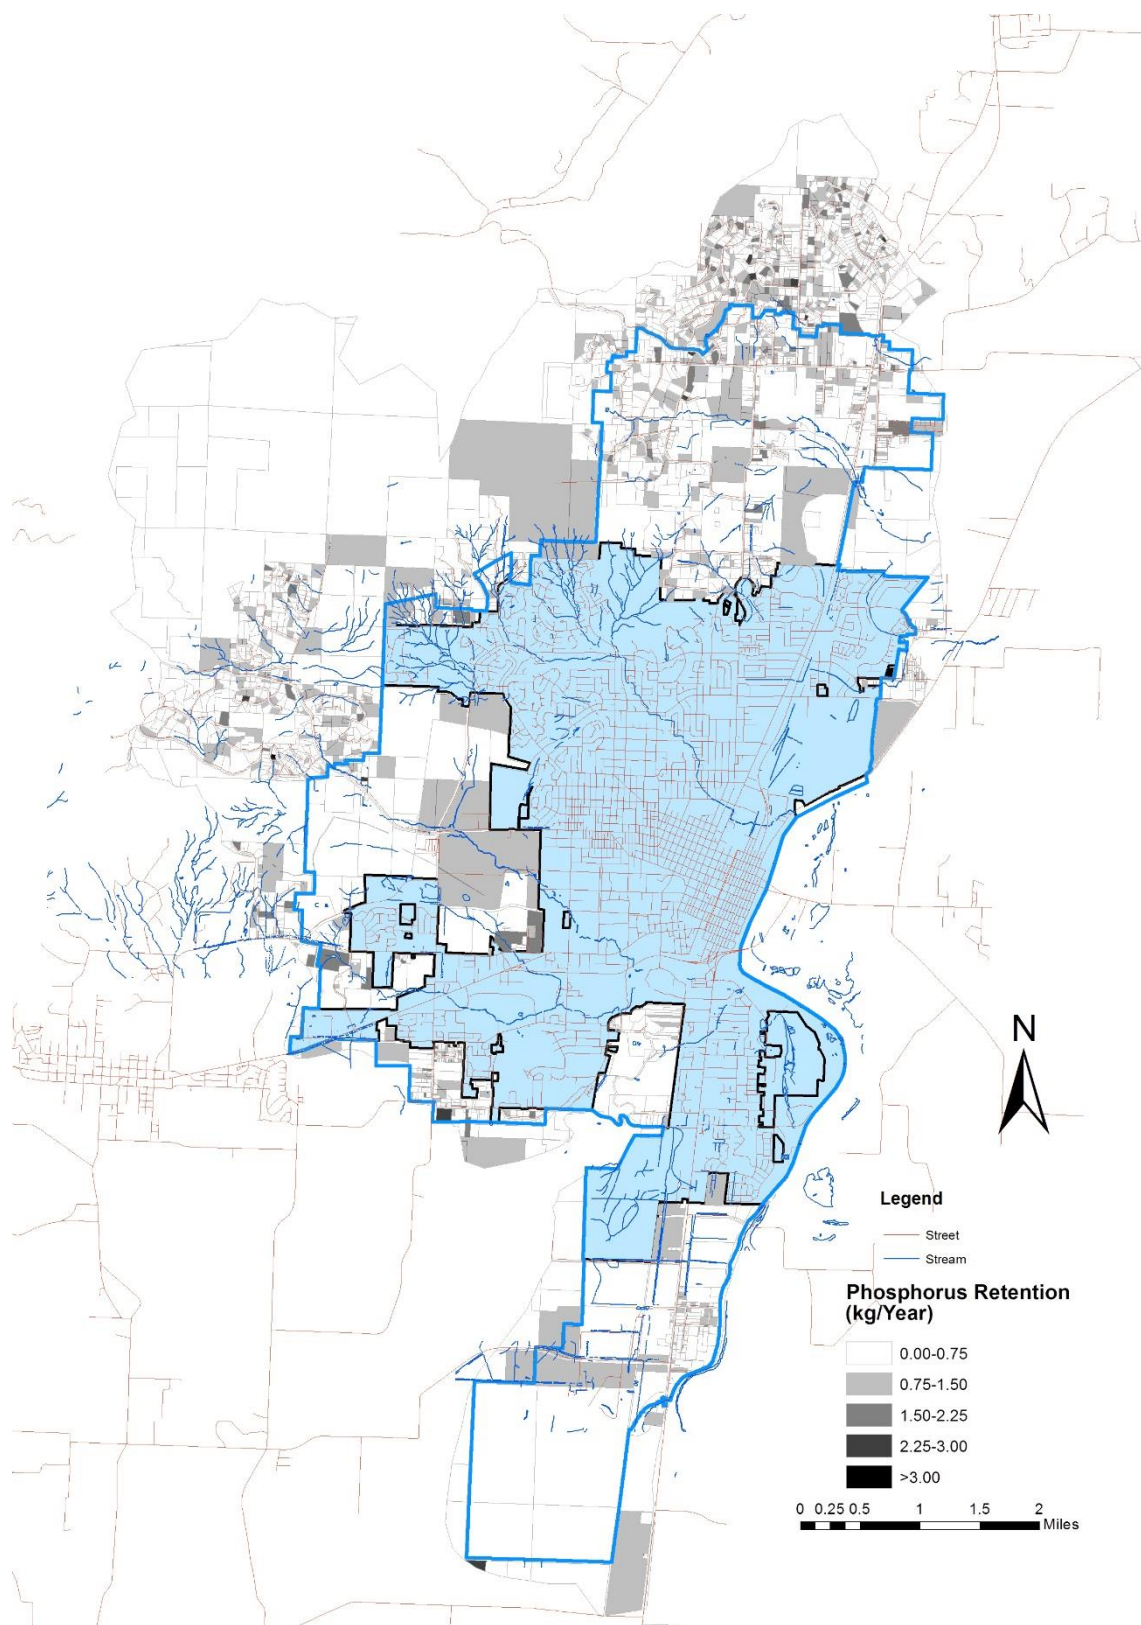 N
Legend
Street
Stream
Phosphorus Retention
(kg/Year)
0.00-0.75
0.75-1.50
1.50-2.25
2.25-3.00
>3.00
0 0.25 0.5 1 1.5 2
Miles